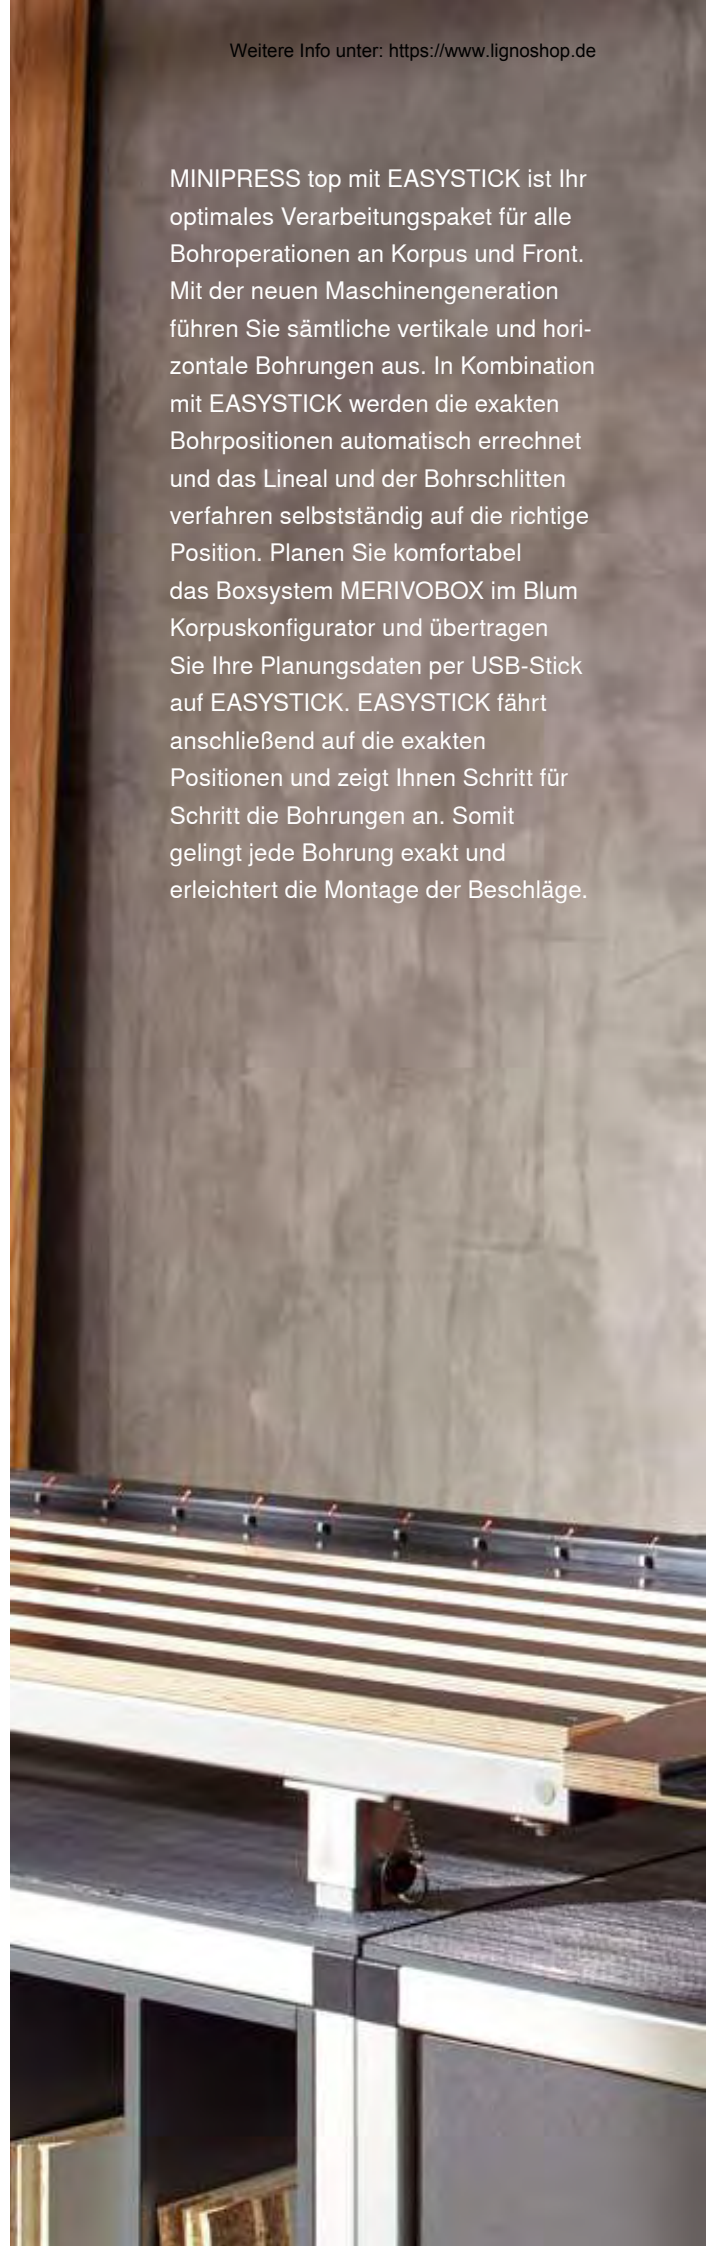 Weitere Info unter: https://www.lignoshop.de
MINIPRESS top mit EASYSTICK ist Ihr
optimales Verarbeitungspaket für alle
Bohroperationen an Korpus und Front.
Mit der neuen Maschinengeneration
führen Sie sämtliche vertikale und hori-
zontale Bohrungen aus. In Kombination
mit EASYSTICK werden die exakten
Bohrpositionen automatisch errechnet
und das Lineal und der Bohrschlitten
verfahren selbstständig auf die richtige
Position. Planen Sie komfortabel
das Boxsystem MERIVOBOX im Blum
Korpuskonfigurator und übertragen
Sie Ihre Planungsdaten per USB-Stick
auf EASYSTICK. EASYSTICK fährt
anschließend auf die exakten
Positionen und zeigt Ihnen Schritt für
Schritt die Bohrungen an. Somit
gelingt jede Bohrung exakt und
erleichtert die Montage der Beschläge.